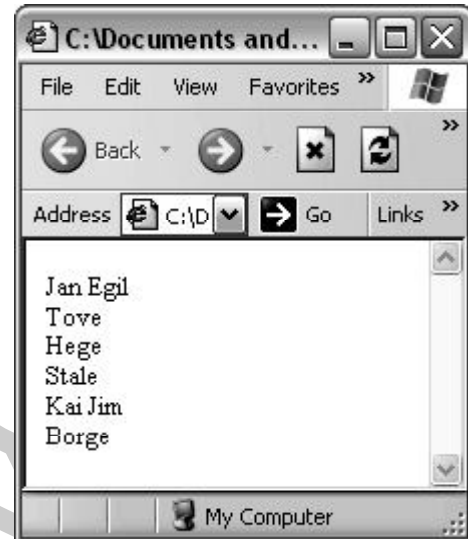 C:\Documents and...
File Edit View Favorites »
Back »
Address C:\D Go Links »
Jan Egil
Tove
Hege
Stale
Kai Jim
Borge
My Computer